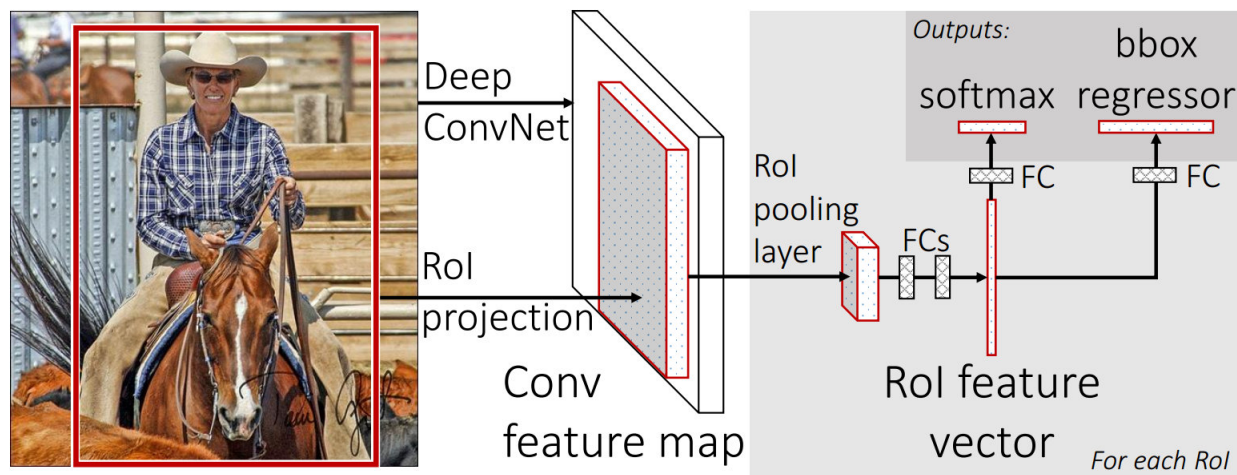 Deep
ConvNet
RoI
projection
Conv
feature map
RoI
pooling
layer
FCs
RoI feature
vector
Outputs:
softmax
bbox
regressor
FC
FC
For each RoI